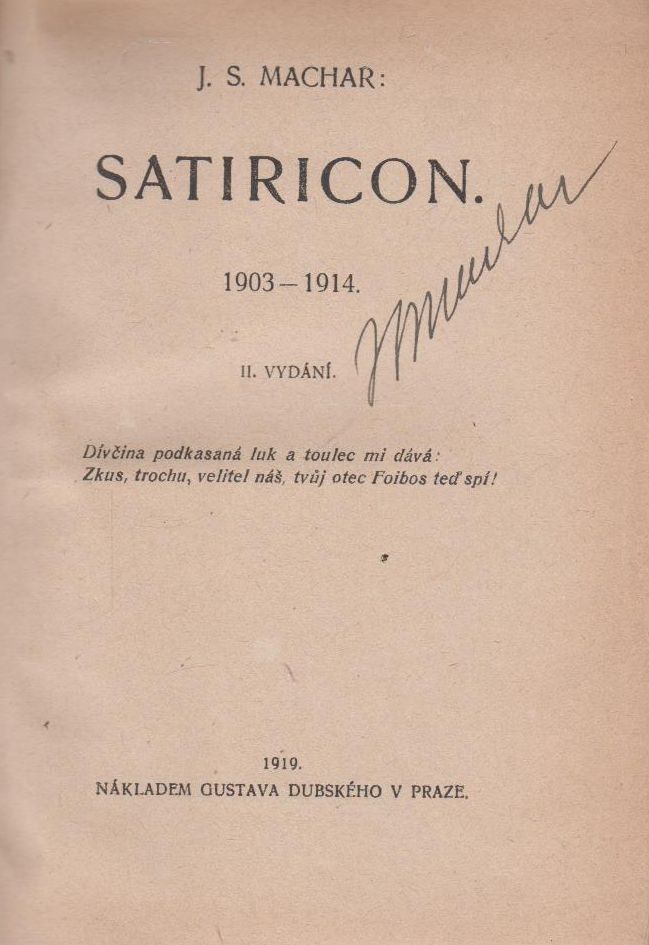 J. S. MACHAR:
SATIRICON.
1903—1914.
JSMachar
II. VYDÁNÍ.
Dívčina podkasaná luk a toulec mi dává:
Zkus, trochu, velitel náš, tvůj otec Foibos teď spí!
1919.
NÁKLADEM GUSTAVA DUBSKÉHO V PRAZE.